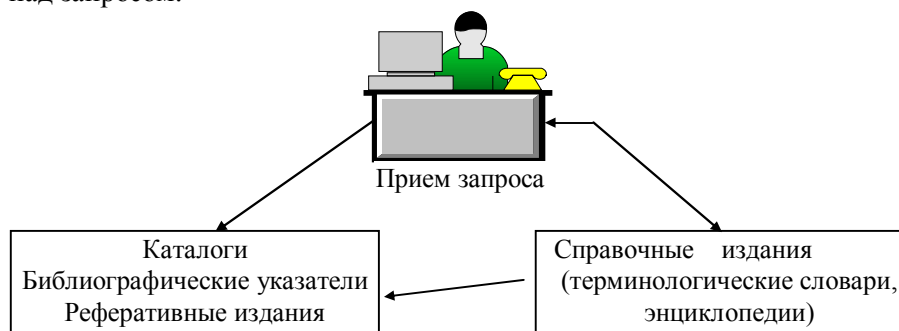 над запросом.
Прием запроса
Каталоги
Библиографические указатели
Реферативные издания
Справочные издания
(терминологические словари,
энциклопедии)